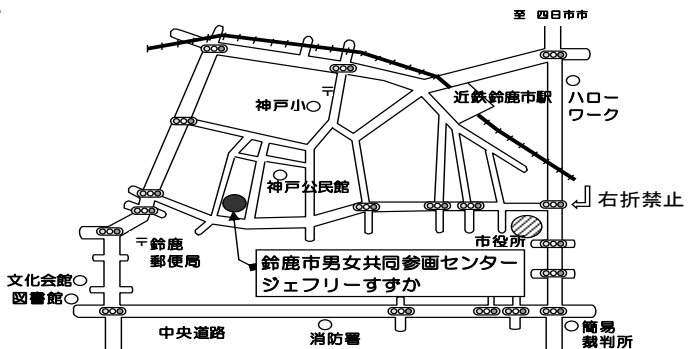 至 四日市市
近鉄鈴鹿市駅
ハロー
ワーク
〒
神戸小
神戸公民館
右折禁止
市役所
〒鈴鹿
郵便局
鈴鹿市男女共同参画センター
ジェフリーすずか
文化会館
図書館
中央道路
消防署
簡易
裁判所